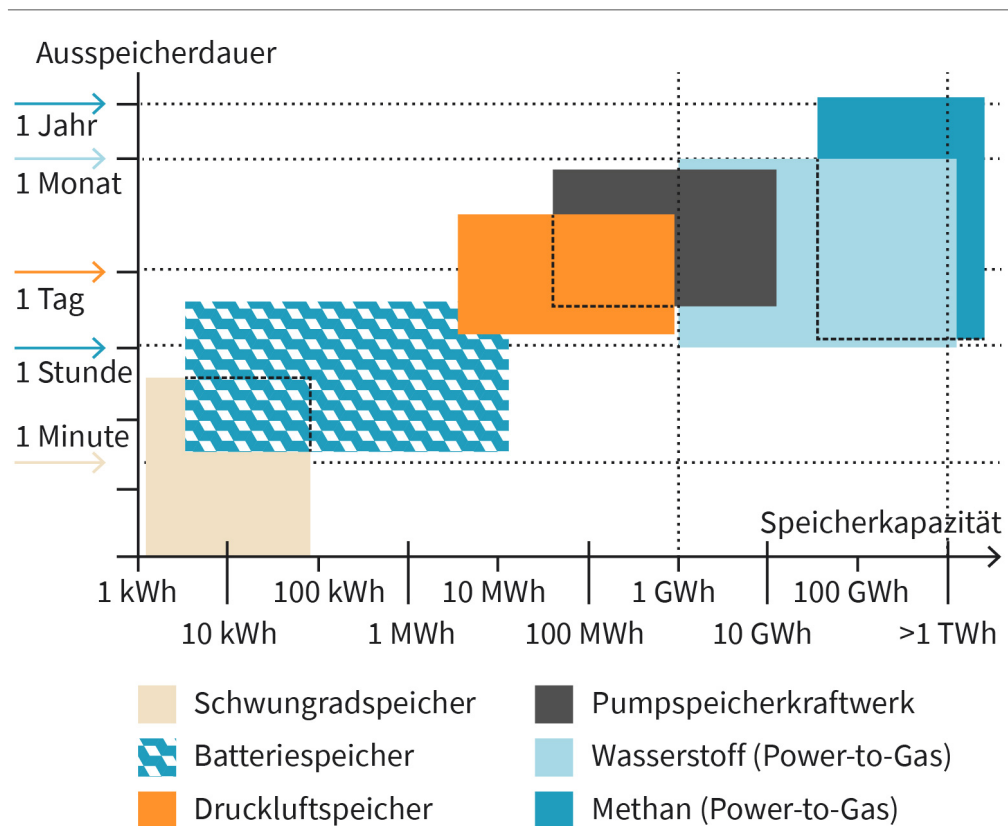 Ausspeicherdauer
1 Jahr
1 Monat
1 Tag
1 Stunde
1 Minute
Speicherkapazität
1 kWh 100 kWh 10 MWh 1 GWh 100 GWh
10 kWh 1 MWh 100 MWh 10 GWh >1 TWh
Schwungradspeicher
Batteriespeicher
Druckluftspeicher
Pumpspeicherkraftwerk
Wasserstoff (Power-to-Gas)
Methan (Power-to-Gas)